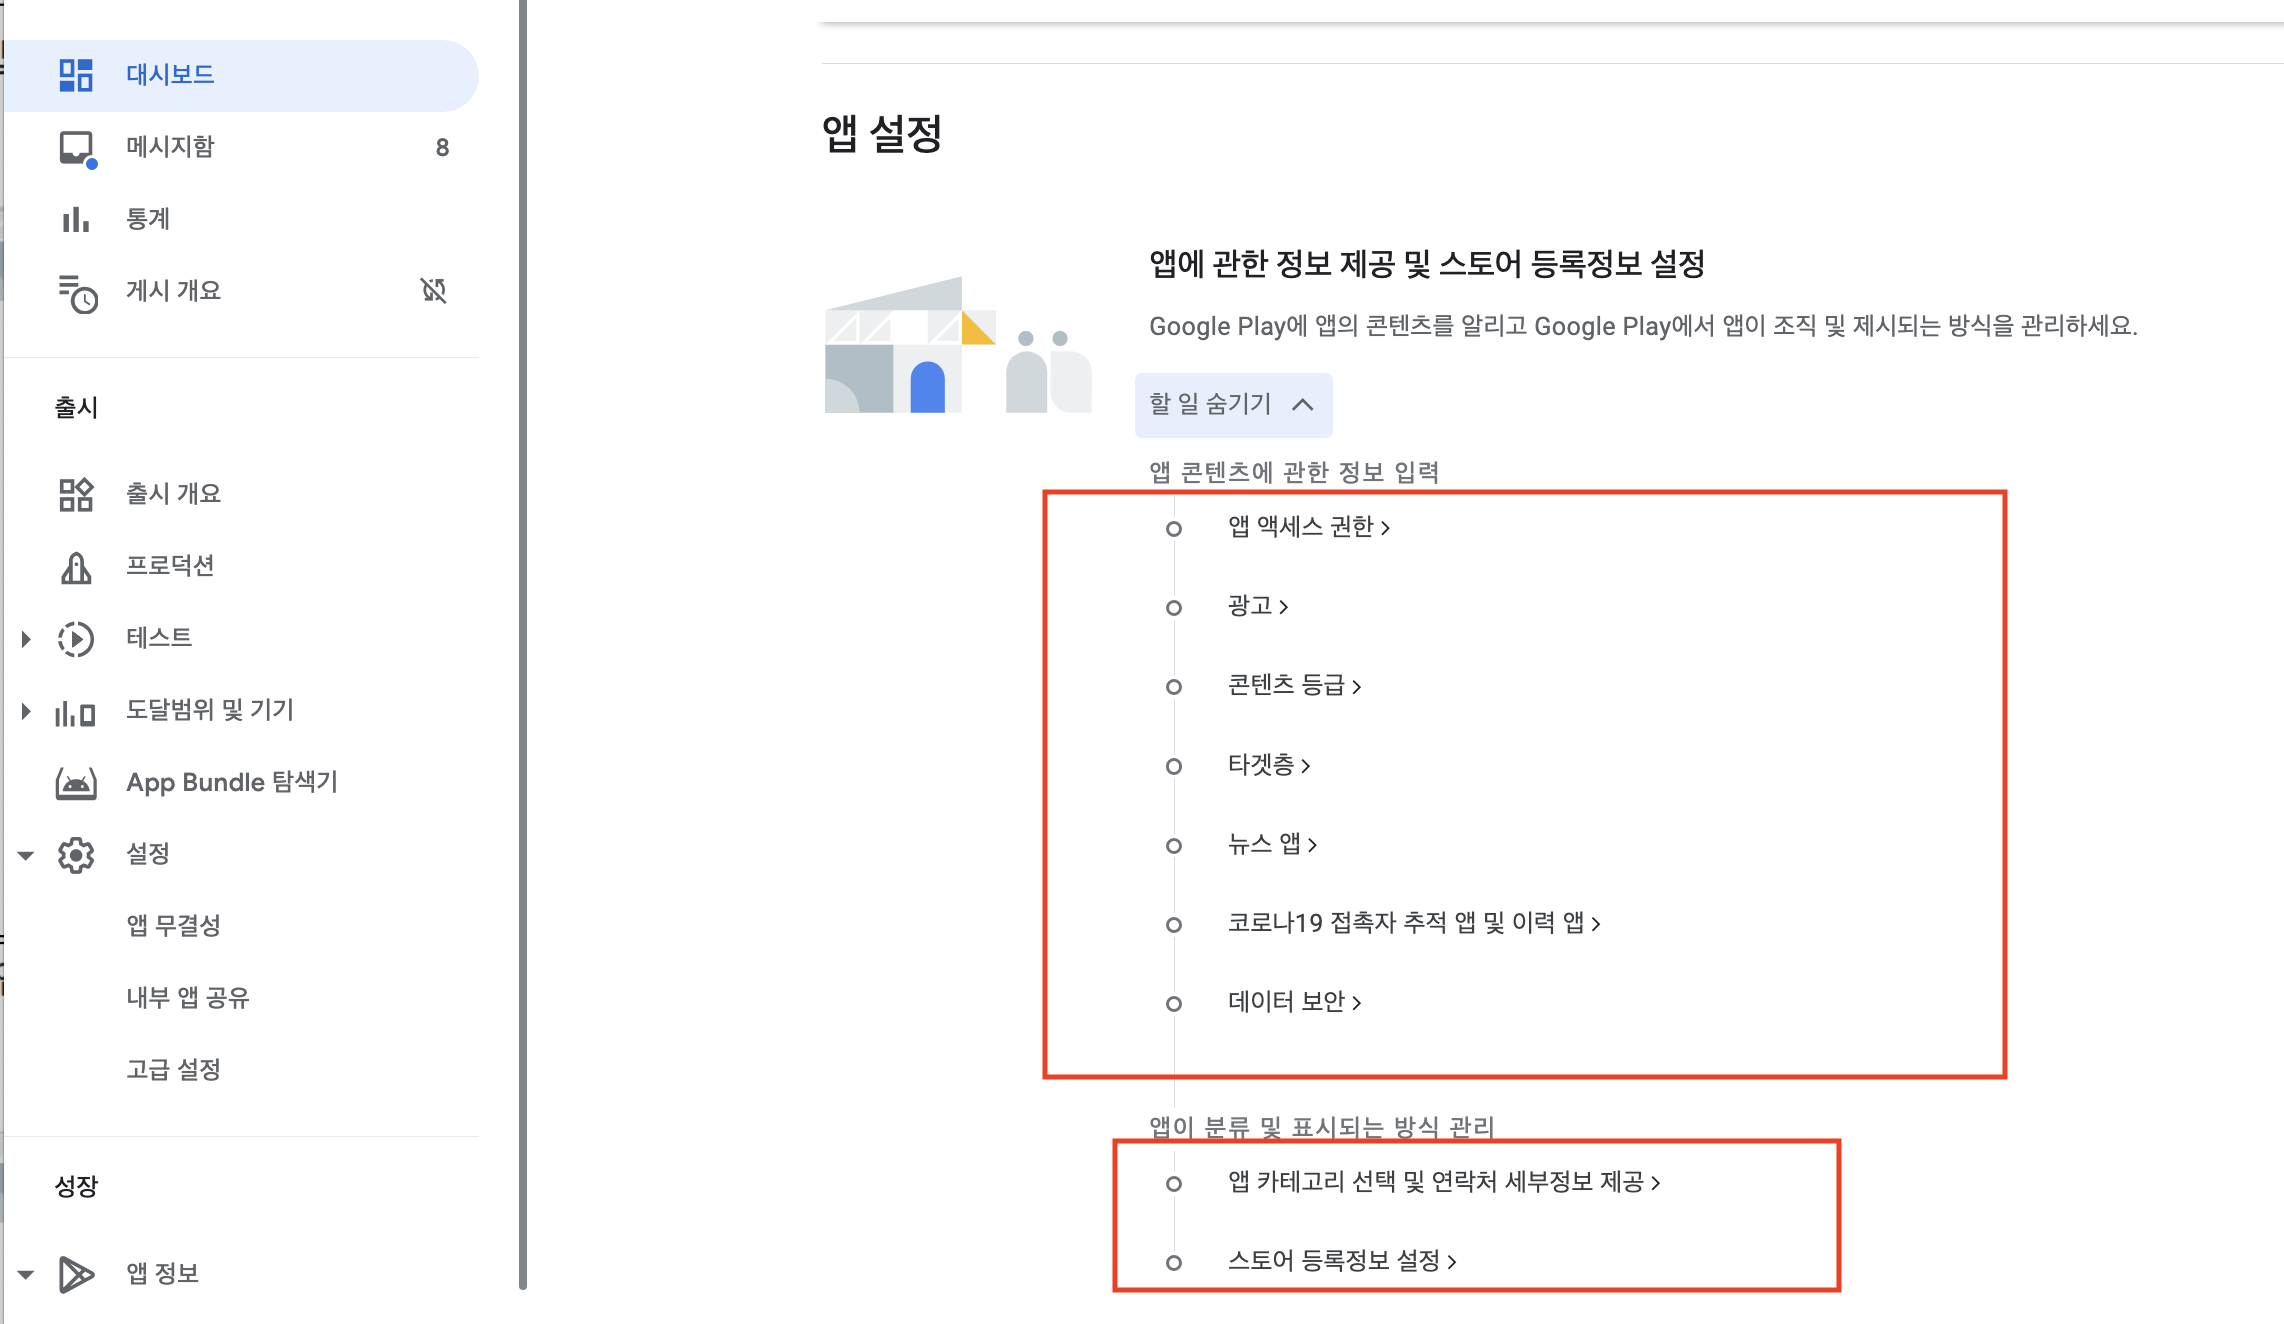 대시보드
메시지함 8
통계
게시 개요
출시
출시 개요
프로덕션
테스트
도달범위 및 기기
App Bundle 탐색기
설정
앱 무결성
내부 앱 공유
고급 설정
성장
앱 정보
앱 설정
앱에 관한 정보 제공 및 스토어 등록정보 설정
Google Play에 앱의 콘텐츠를 알리고 Google Play에서 앱이 조직 및 제시되는 방식을 관리하세요.
할 일 숨기기
앱 콘텐츠에 관한 정보 입력
앱 액세스 권한
광고
콘텐츠 등급
타겟층
뉴스 앱
코로나19 접촉자 추적 앱 및 이력 앱
데이터 보안
앱이 분류 및 표시되는 방식 관리
앱 카테고리 선택 및 연락처 세부정보 제공
스토어 등록정보 설정